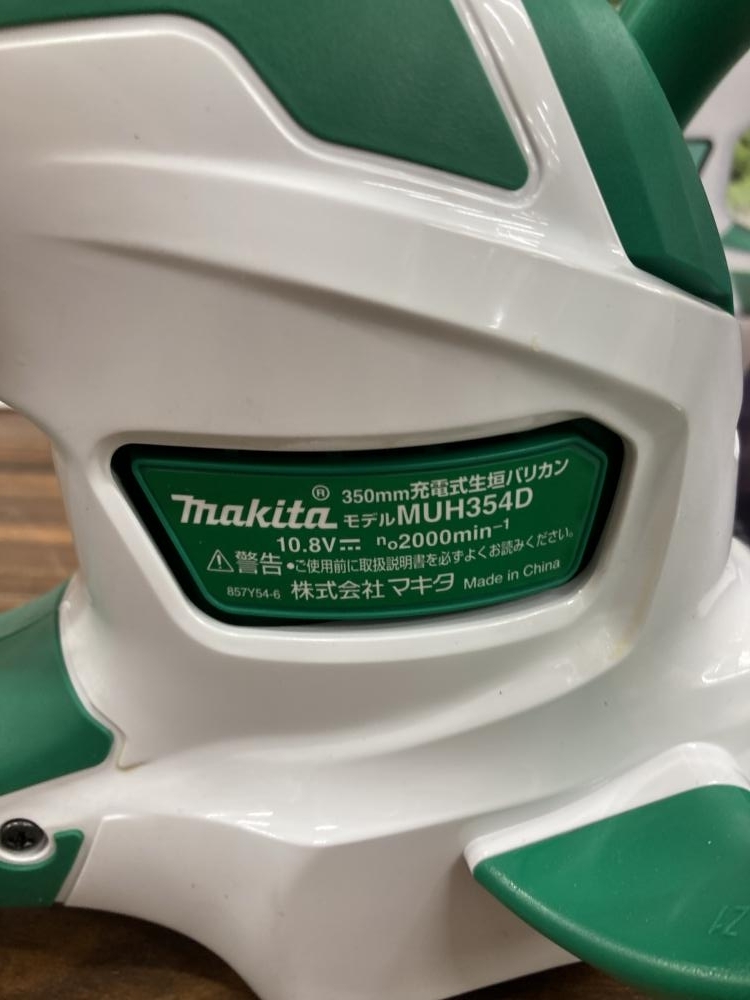 makita® 350mm充電式生垣バリカン
モデルMUH354D
10.8V⎓ n₀2000min⁻¹
⚠警告 •ご使用前に取扱説明書を必ずよくお読みください。
857Y54-6 株式会社マキタ Made in China
21